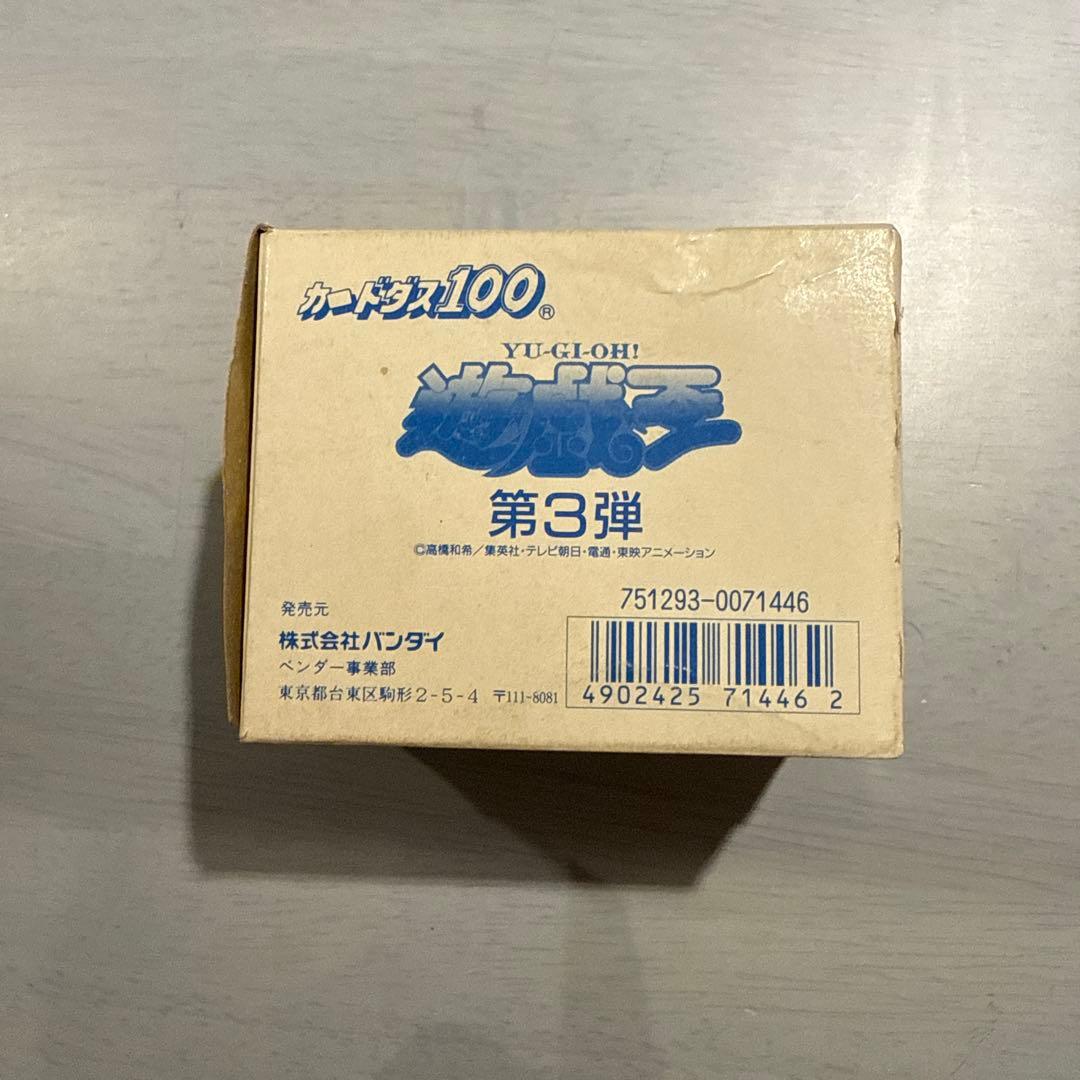 カードダス100®
YU-GI-OH!
遊戯王
第3弾
©高橋和希/集英社・テレビ朝日・電通・東映アニメーション
751293-0071446
4902425 71446 2
発売元
株式会社バンダイ
ベンダー事業部
東京都台東区駒形2-5-4 〒111-8081